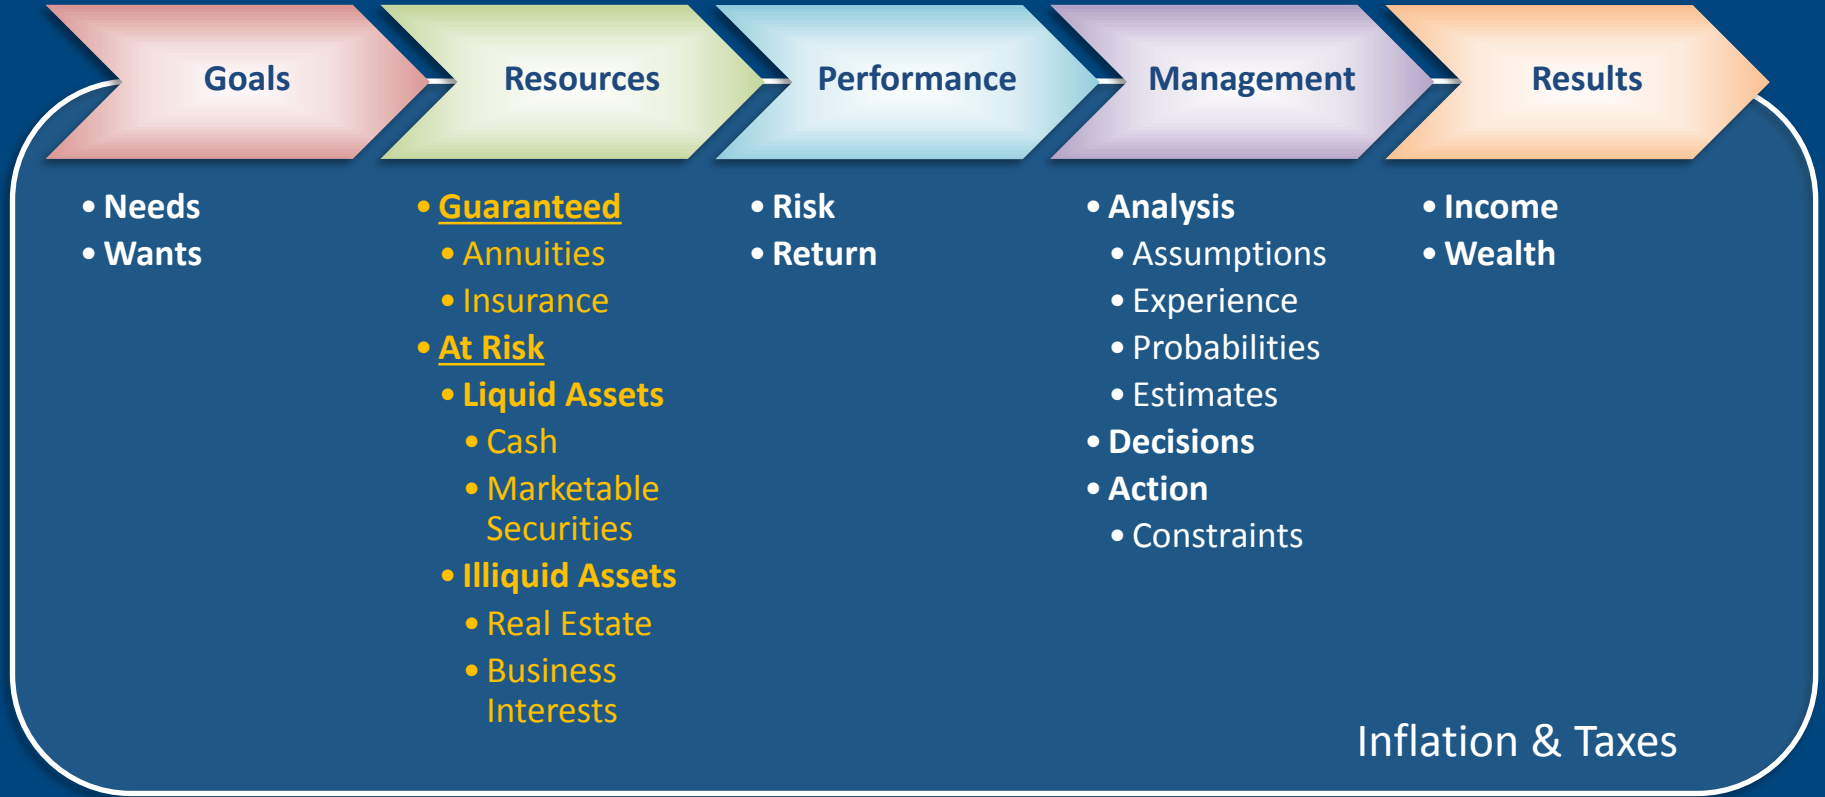 Goals
Resources
Performance
Management
Results
• Needs
• Wants
• Guaranteed
• Annuities
• Insurance
• At Risk
• Liquid Assets
• Cash
• Marketable
Securities
• Illiquid Assets
• Real Estate
• Business
Interests
• Risk
• Return
• Analysis
• Assumptions
• Experience
• Probabilities
• Estimates
• Decisions
• Action
• Constraints
• Income
• Wealth
Inflation & Taxes